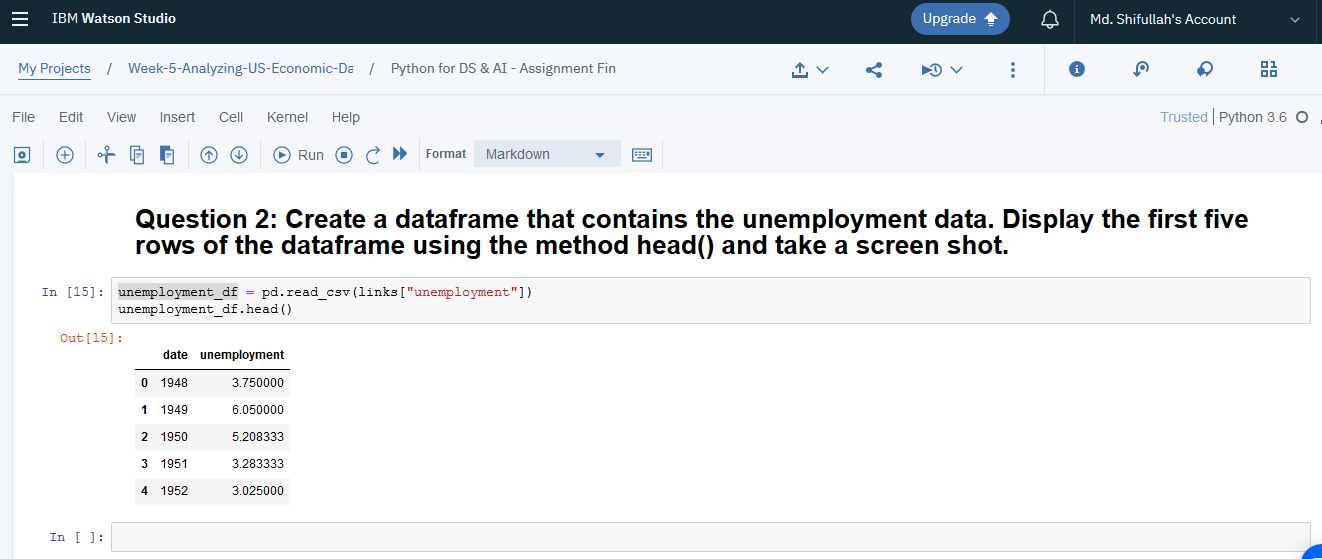 IBM Watson Studio
Upgrade
Md. Shifullah's Account
My Projects / Week-5-Analyzing-US-Economic-Da / Python for DS & AI - Assignment Fin
File Edit View Insert Cell Kernel Help
Trusted Python 3.6
Run
Format Markdown
Question 2: Create a dataframe that contains the unemployment data. Display the first five
rows of the dataframe using the method head() and take a screen shot.
In [15]: unemployment_df = pd.read_csv(links["unemployment"])
unemployment_df.head()
Out[15]:
date unemployment
0 1948 3.750000
1 1949 6.050000
2 1950 5.208333
3 1951 3.283333
4 1952 3.025000
In [ ]: